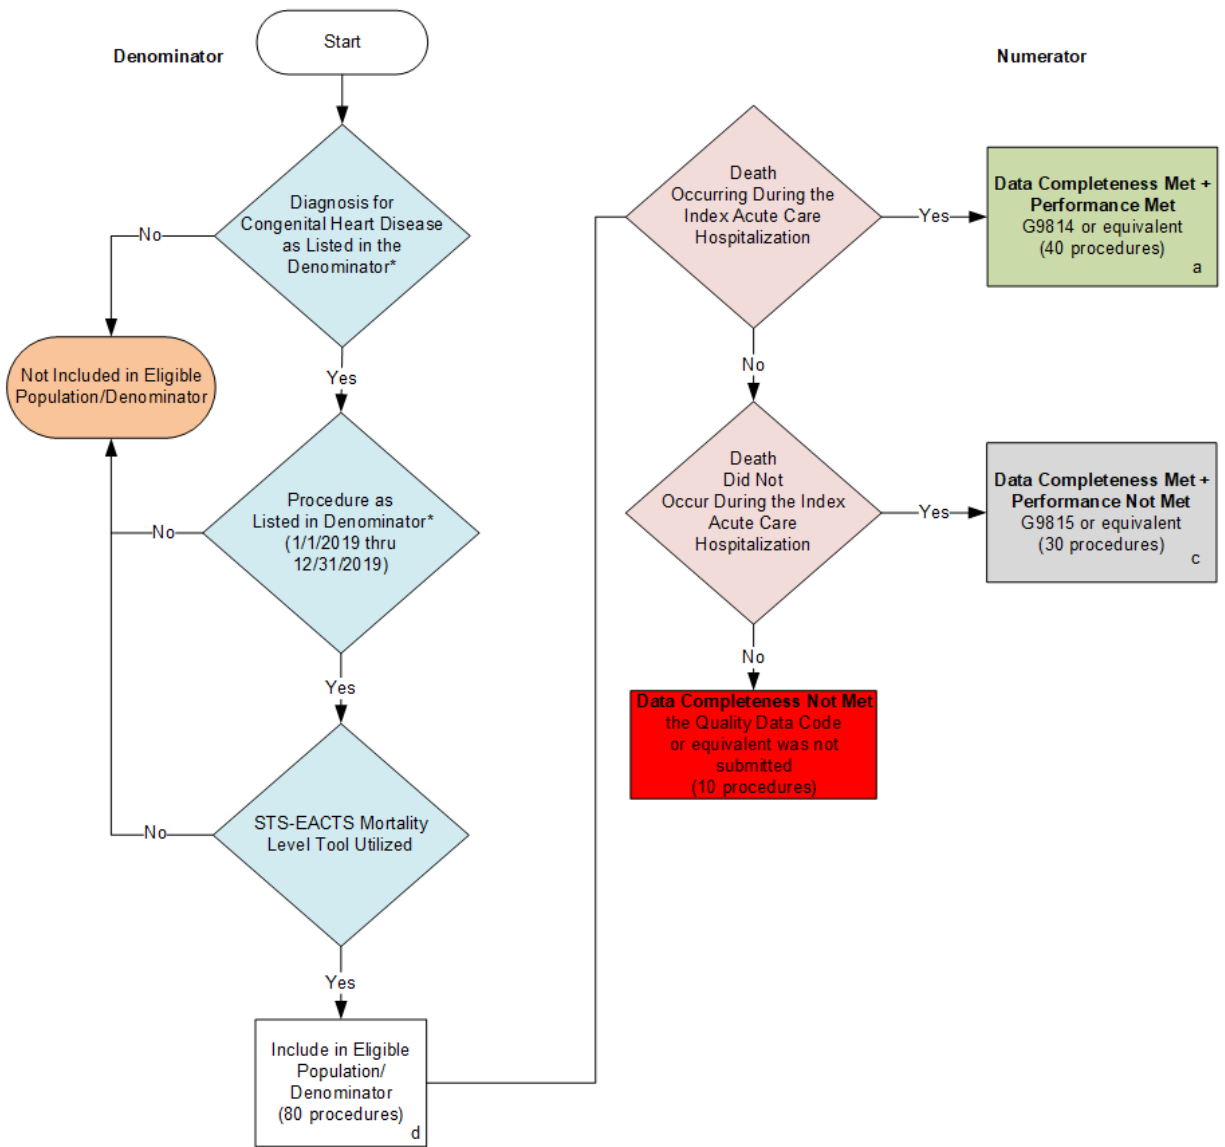 Denominator
Start
Diagnosis for
Congenital Heart Disease
as Listed in the
Denominator*
No
Not Included in Eligible
Population/Denominator
Yes
Procedure as
Listed in Denominator*
(1/1/2019 thru
12/31/2019)
No
Yes
STS-EACTS Mortality
Level Tool Utilized
No
Yes
Include in Eligible
Population/
Denominator
(80 procedures)
d
Numerator
Death
Occurring During the
Index Acute Care
Hospitalization
Yes
Data Completeness Met +
Performance Met
G9814 or equivalent
(40 procedures)
a
No
Death
Did Not
Occur During the Index
Acute Care
Hospitalization
Yes
Data Completeness Met +
Performance Not Met
G9815 or equivalent
(30 procedures)
c
No
Data Completeness Not Met
the Quality Data Code
or equivalent was not
submitted
(10 procedures)